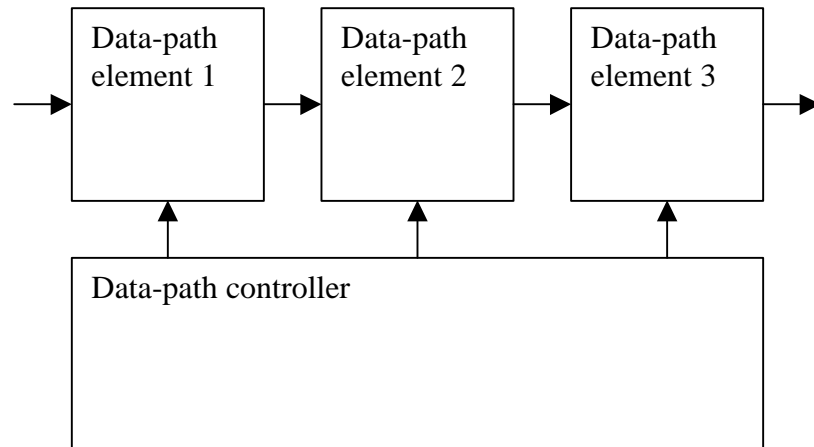 Data-path
element 1
Data-path
element 2
Data-path
element 3
Data-path controller